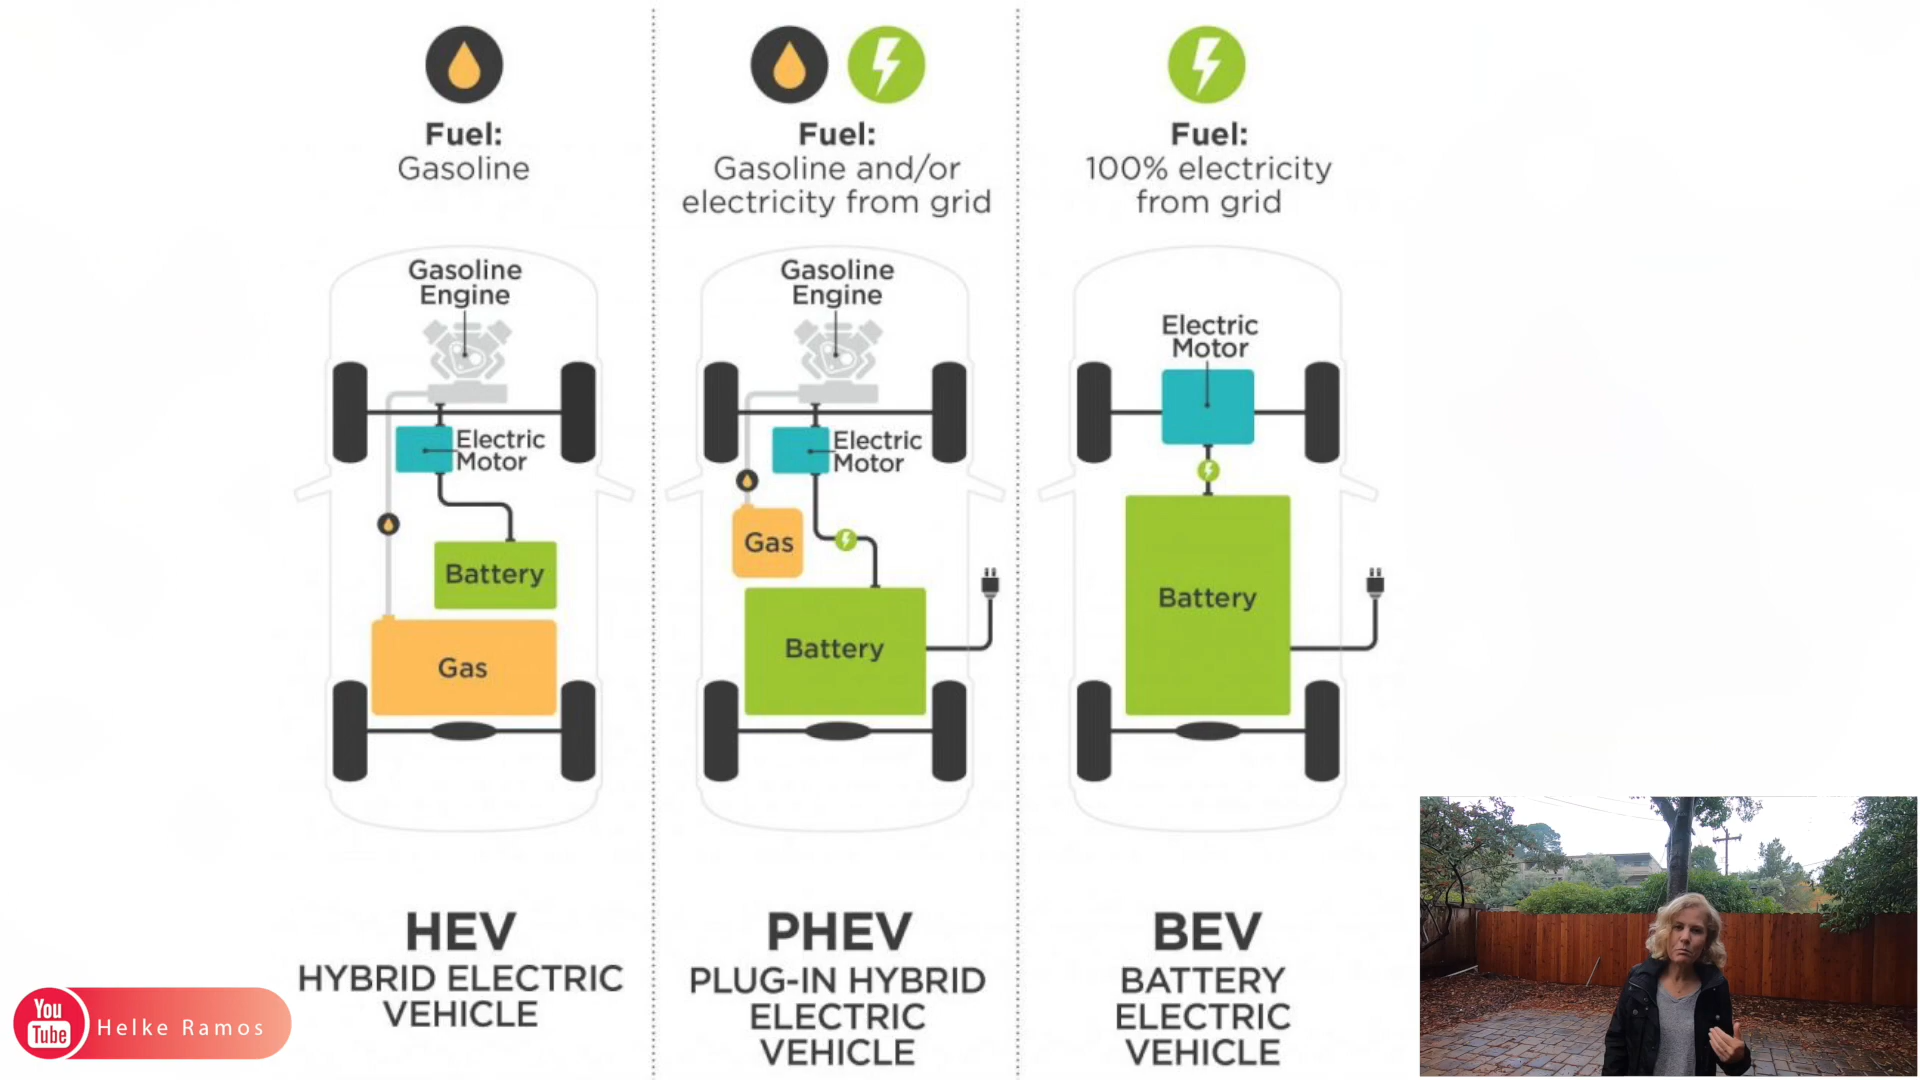 Fuel:
Gasoline
Gasoline
Engine
Electric
Motor
Battery
Gas
HEV
HYBRID ELECTRIC
VEHICLE
Fuel:
Gasoline and/or
electricity from grid
Gasoline
Engine
Electric
Motor
Gas
Battery
PHEV
PLUG-IN HYBRID
ELECTRIC
VEHICLE
Fuel:
100% electricity
from grid
Electric
Motor
Battery
BEV
BATTERY
ELECTRIC
VEHICLE
You
Tube
Helke Ramos